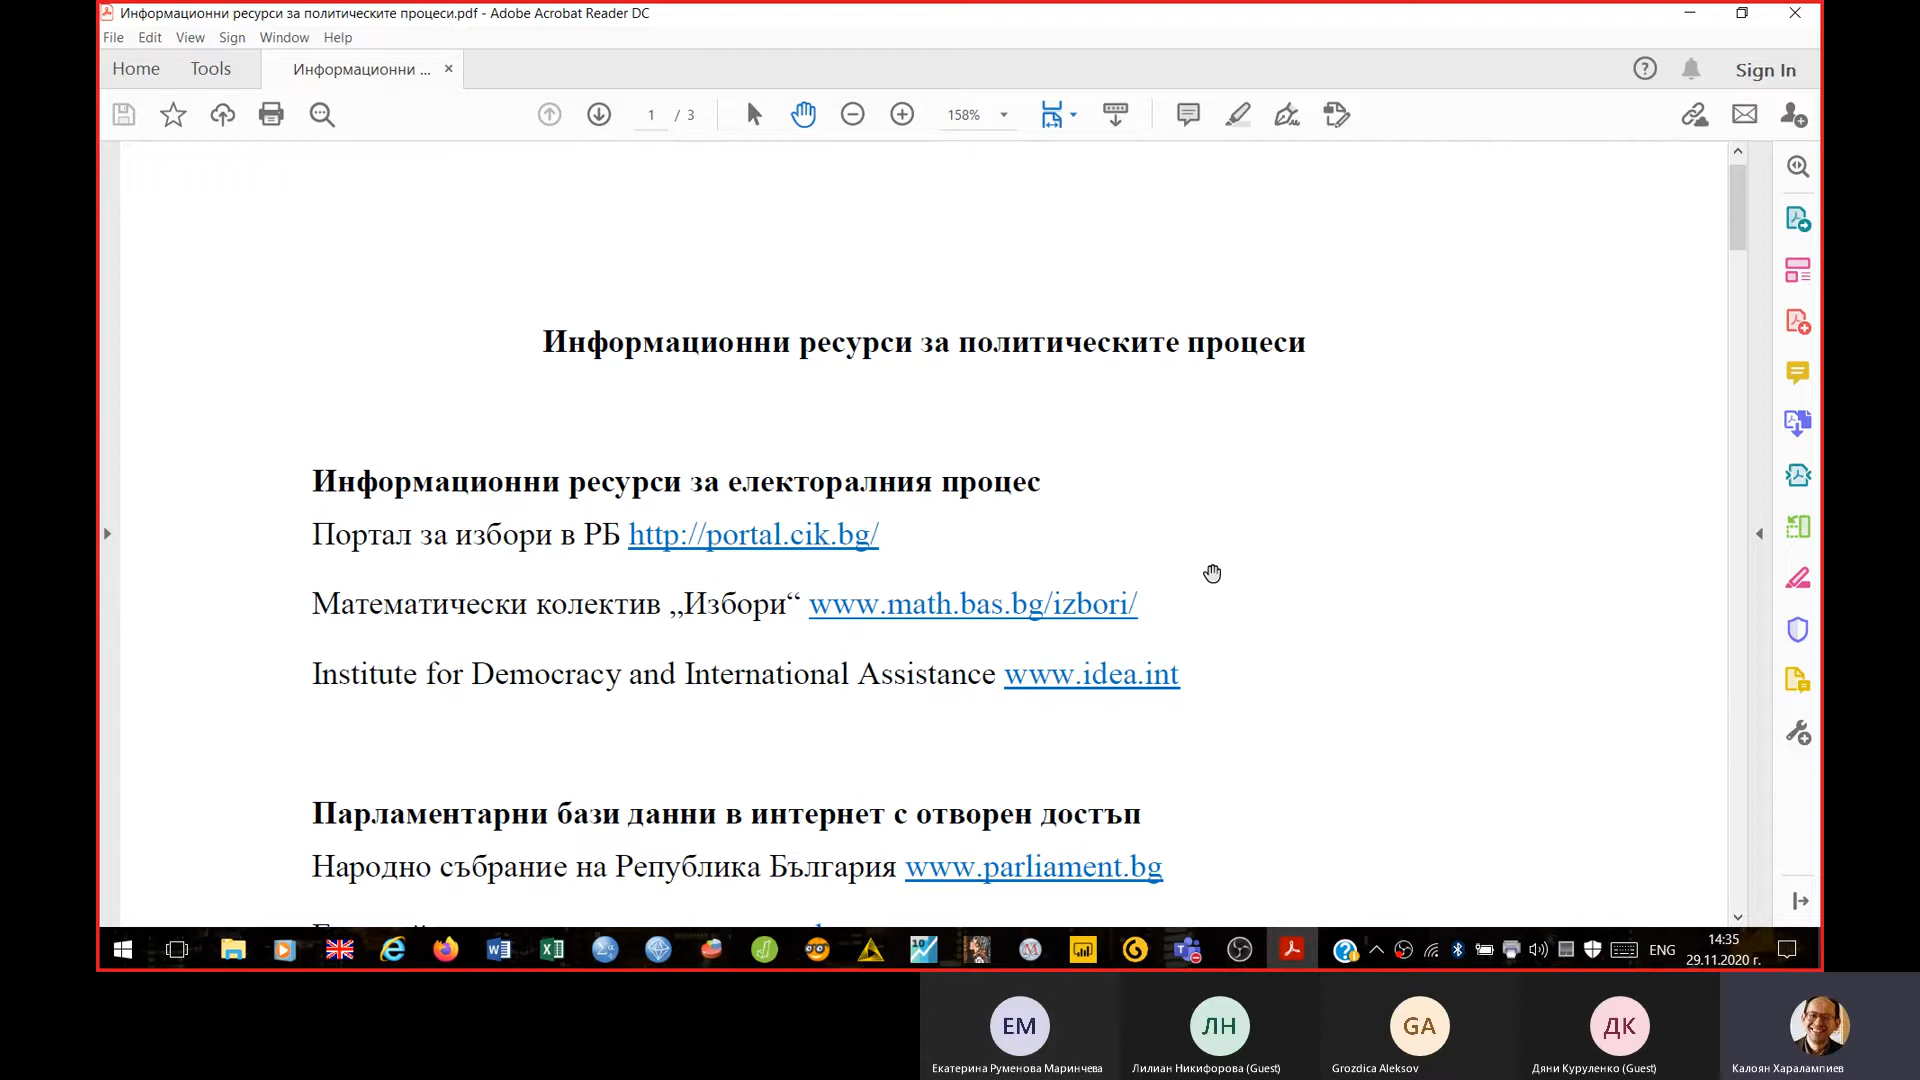 Информационни ресурси за политическите процеси.pdf - Adobe Acrobat Reader DC
File Edit View Sign Window Help
Home Tools Информационни ... × Sign In
1 / 3 158%
Информационни ресурси за политическите процеси
Информационни ресурси за електоралния процес
Портал за избори в РБ http://portal.cik.bg/
Математически колектив „Избори“ www.math.bas.bg/izbori/
Institute for Democracy and International Assistance www.idea.int
Парламентарни бази данни в интернет с отворен достъп
Народно събрание на Република България www.parliament.bg
ENG 14:35
29.11.2020 г.
EM ЛН GA ДК
Екатерина Руменова Маринчева Лилиан Никифорова (Guest) Grozdica Aleksov Дяни Куруленко (Guest) Калоян Харалампиев